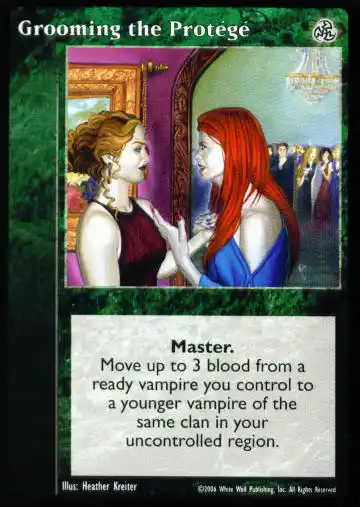 Grooming the Protégé
Master.
Move up to 3 blood from a
ready vampire you control to
a younger vampire of the
same clan in your
uncontrolled region.
Illus: Heather Kreiter ©2006 White Wolf Publishing, Inc. All Rights Reserved